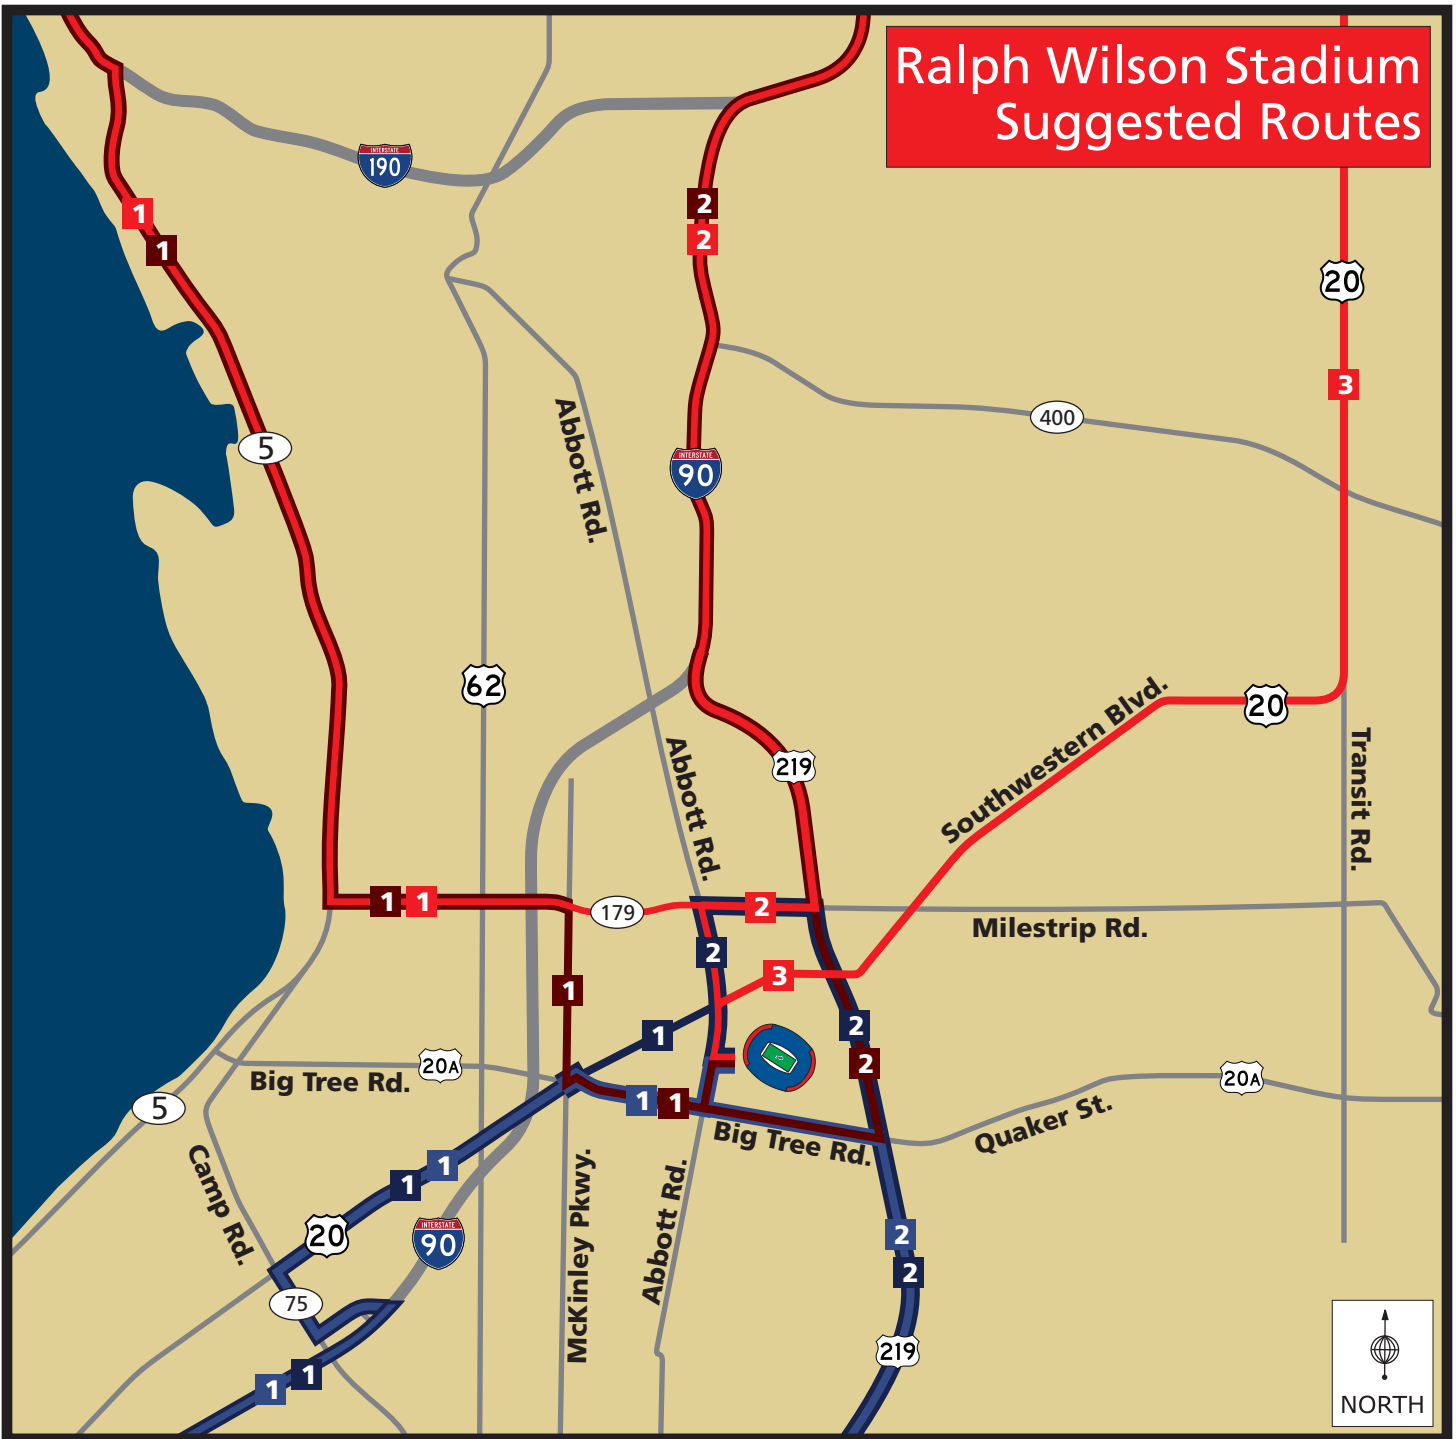 Ralph Wilson Stadium
Suggested Routes
INTERSTATE
190
1
1
2
2
20
3
5
400
Abbott Rd.
INTERSTATE
90
62
Southwestern Blvd.
20
219
Abbott Rd.
Transit Rd.
1
1
179
2
Milestrip Rd.
2
3
1
1
2
2
20A
Big Tree Rd.
5
1
1
20A
Quaker St.
Big Tree Rd.
Camp Rd.
1
1
20
INTERSTATE
90
McKinley Pkwy.
Abbott Rd.
2
2
75
219
1
1
NORTH